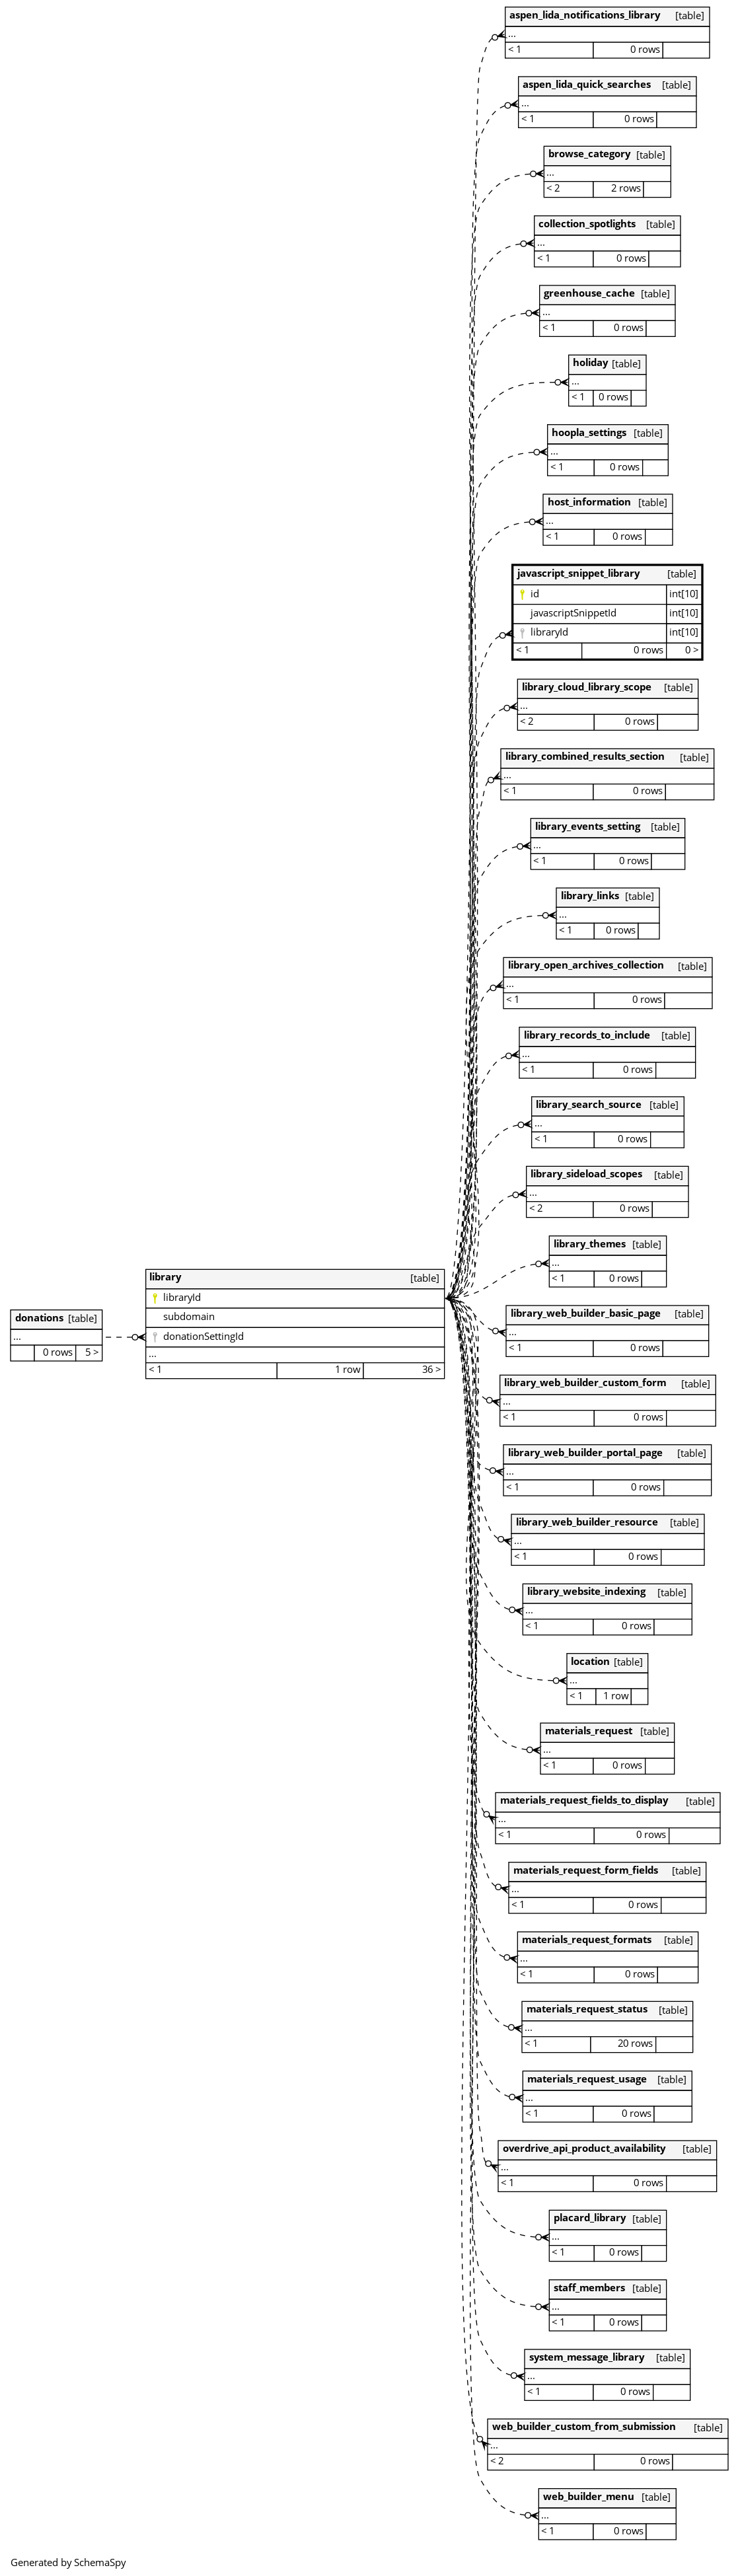 aspen_lida_notifications_library [table]
...
< 1 0 rows
aspen_lida_quick_searches [table]
...
< 1 0 rows
browse_category [table]
...
< 2 2 rows
collection_spotlights [table]
...
< 1 0 rows
greenhouse_cache [table]
...
< 1 0 rows
holiday [table]
...
< 1 0 rows
hoopla_settings [table]
...
< 1 0 rows
host_information [table]
...
< 1 0 rows
javascript_snippet_library [table]
id int[10]
javascriptSnippetId int[10]
libraryId int[10]
< 1 0 rows 0 >
library_cloud_library_scope [table]
...
< 2 0 rows
library_combined_results_section [table]
...
< 1 0 rows
library_events_setting [table]
...
< 1 0 rows
library_links [table]
...
< 1 0 rows
library_open_archives_collection [table]
...
< 1 0 rows
library_records_to_include [table]
...
< 1 0 rows
library_search_source [table]
...
< 1 0 rows
library_sideload_scopes [table]
...
< 2 0 rows
library_themes [table]
...
< 1 0 rows
library [table]
libraryId
subdomain
donationSettingId
...
< 1 1 row 36 >
donations [table]
...
0 rows 5 >
library_web_builder_basic_page [table]
...
< 1 0 rows
library_web_builder_custom_form [table]
...
< 1 0 rows
library_web_builder_portal_page [table]
...
< 1 0 rows
library_web_builder_resource [table]
...
< 1 0 rows
library_website_indexing [table]
...
< 1 0 rows
location [table]
...
< 1 1 row
materials_request [table]
...
< 1 0 rows
materials_request_fields_to_display [table]
...
< 1 0 rows
materials_request_form_fields [table]
...
< 1 0 rows
materials_request_formats [table]
...
< 1 0 rows
materials_request_status [table]
...
< 1 20 rows
materials_request_usage [table]
...
< 1 0 rows
overdrive_api_product_availability [table]
...
< 1 0 rows
placard_library [table]
...
< 1 0 rows
staff_members [table]
...
< 1 0 rows
system_message_library [table]
...
< 1 0 rows
web_builder_custom_from_submission [table]
...
< 2 0 rows
web_builder_menu [table]
...
< 1 0 rows
Generated by SchemaSpy